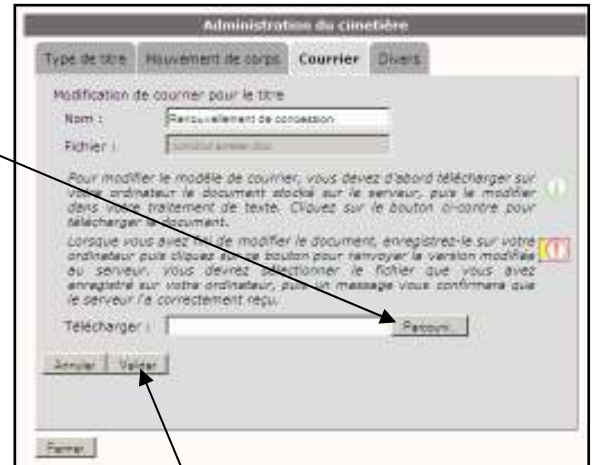 Administration du cimetière
Type de titre Mouvement de corps Courrier Divers
Modification de courrier pour le titre
Nom : Renouvellement de concession
Fichier :
Pour modifier le modèle de courrier, vous devez d'abord télécharger sur
votre ordinateur le document stocké sur le serveur, puis le modifier
dans votre traitement de texte. Cliquez sur le bouton ci-contre pour
télécharger le document.
Lorsque vous avez fini de modifier le document, enregistrez-le sur votre
ordinateur puis cliquez sur ce bouton pour renvoyer la version modifiée
au serveur. Vous devrez sélectionner le fichier que vous avez
enregistré sur votre ordinateur, puis un message vous confirmera que
le serveur l'a correctement reçu.
Télécharger : Parcourir...
Annuler Valider
Fermer